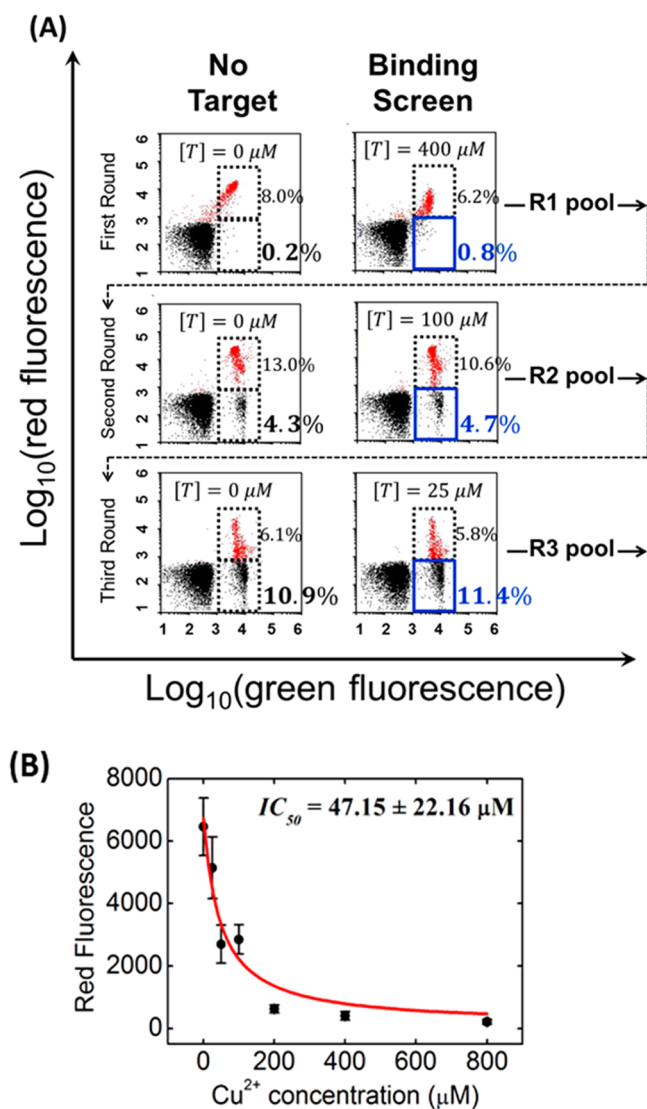 (A)
No Target
Binding Screen
Log₁₀(red fluorescence)
First Round
6
5
4
3
2
1
[T] = 0 μM
8.0%
0.2%
[T] = 400 μM
6.2%
0.8%
R1 pool
Second Round
6
5
4
3
2
1
[T] = 0 μM
13.0%
4.3%
[T] = 100 μM
10.6%
4.7%
R2 pool
Third Round
6
5
4
3
2
1
[T] = 0 μM
6.1%
10.9%
[T] = 25 μM
5.8%
11.4%
R3 pool
1 2 3 4 5 6
1 2 3 4 5 6
Log₁₀(green fluorescence)
(B)
Red Fluorescence
8000
6000
4000
2000
0
IC₅₀ = 47.15 ± 22.16 μM
0 200 400 600 800
Cu²⁺ concentration (μM)